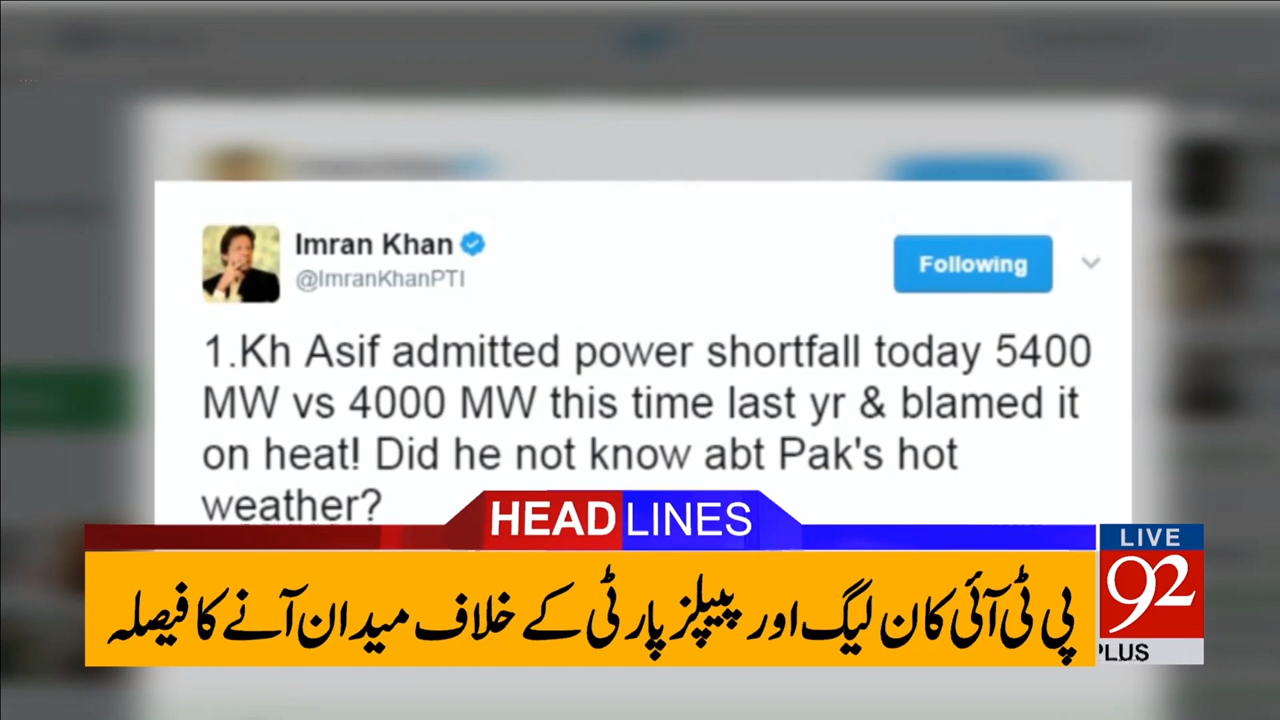 Imran Khan
@ImranKhanPTI
Following
1.Kh Asif admitted power shortfall today 5400
MW vs 4000 MW this time last yr & blamed it
on heat! Did he not know abt Pak's hot
weather?
HEADLINES
پی ٹی آئی کا ن لیگ اور پیپلز پارٹی کے خلاف میدان آنے کا فیصلہ
LIVE
92
PLUS